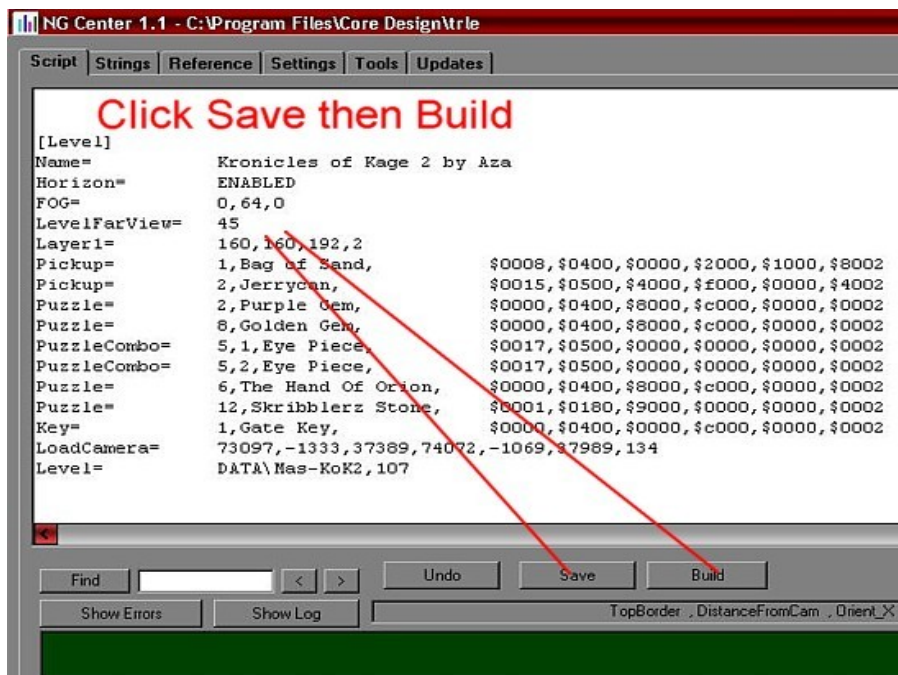 NG Center 1.1 - C:\Program Files\Core Design\trle
Script Strings Reference Settings Tools Updates
Click Save then Build
[Level]
Name= Kronicles of Kage 2 by Aza
Horizon= ENABLED
FOG= 0,64,0
LevelFarView= 45
Layer1= 160,160,192,2
Pickup= 1,Bag of Sand, $0008,$0400,$0000,$2000,$1000,$8002
Pickup= 2,Jerrycan, $0015,$0500,$4000,$f000,$0000,$4002
Puzzle= 2,Purple Gem, $0000,$0400,$8000,$c000,$0000,$0002
Puzzle= 8,Golden Gem, $0000,$0400,$8000,$c000,$0000,$0002
PuzzleCombo= 5,1,Eye Piece, $0017,$0500,$0000,$0000,$0000,$0002
PuzzleCombo= 5,2,Eye Piece, $0017,$0500,$0000,$0000,$0000,$0002
Puzzle= 6,The Hand Of Orion, $0000,$0400,$8000,$c000,$0000,$0002
Puzzle= 12,Skribblerz Stone, $0001,$0180,$9000,$0000,$0000,$0002
Key= 1,Gate Key, $0000,$0400,$0000,$c000,$0000,$0002
LoadCamera= 73097,-1333,37389,74072,-1069,37989,134
Level= DATA\Mas-KoK2,107
Find < > Undo Save Build
Show Errors Show Log TopBorder , DistanceFromCam , Orient_X